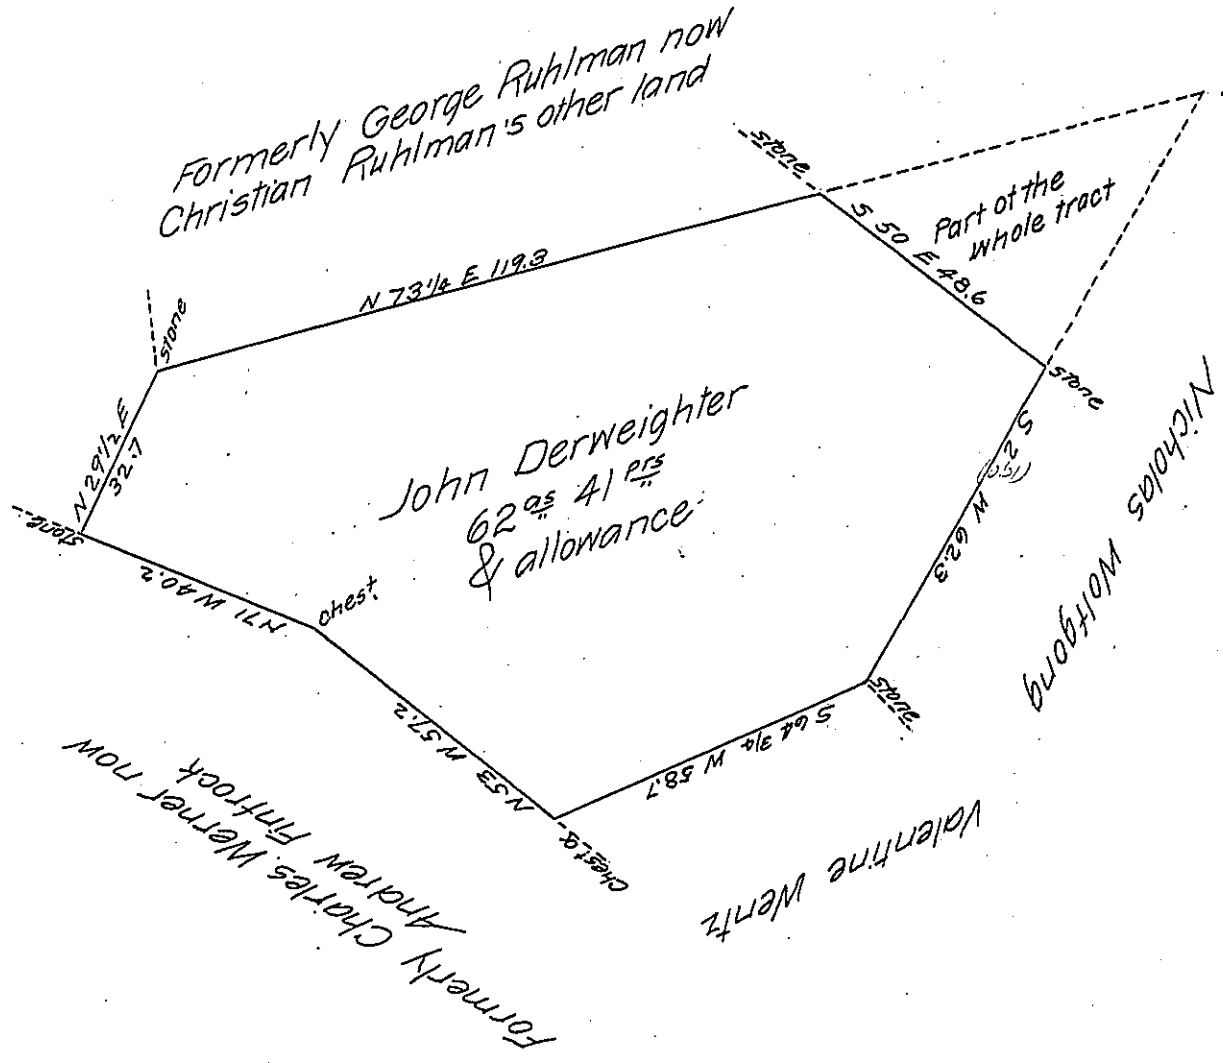 Formerly George Ruhlman now
Christian Ruhlman's other land
stone
Part of the
whole tract
S 50 E 48.6
N 73 1/4 E 119.3
stone
stone
N 29 1/2 E
32.7
John Derweighter
62 as 41 prs
& allowance
S 2 W 62.3
Nicholas Wolfgong
stone
N 71 W 40.2
chest.
stone
N 53 W 57.2
S 64 3/4 W 58.7
chest o
Valentine Wentz
Formerly Charles Werner now
Andrew Fintrock